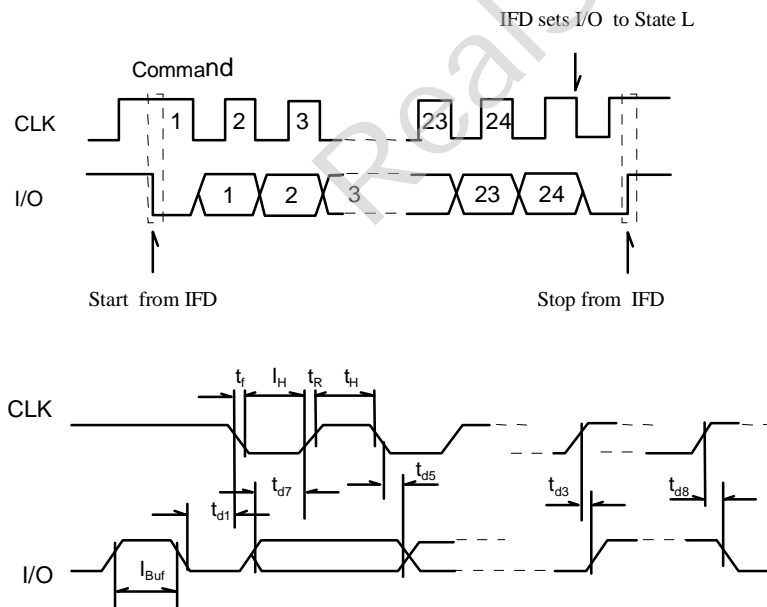 IFD sets I/O to State L
Command
CLK 1 2 3 23 24
I/O 1 2 3 23 24
Start from IFD Stop from IFD
t_f I_H t_R t_H
CLK
t_d7 t_d5 t_d3 t_d8
t_d1
I/O I_Buf